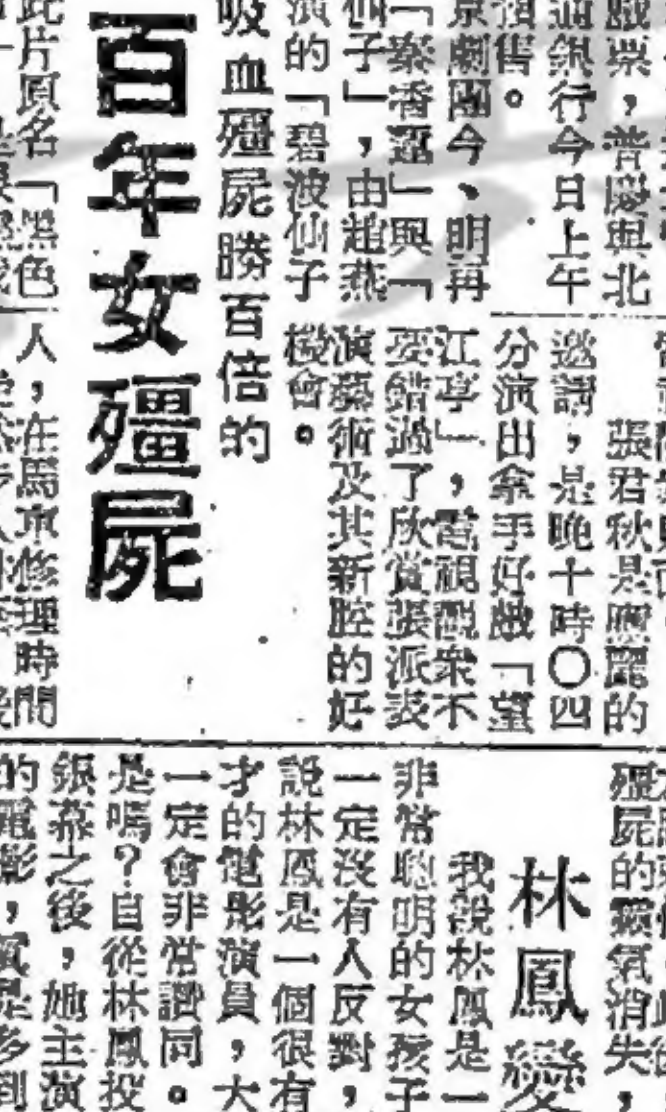 戲票，普慶與北
銀行今日上午
預售。
京劇團今、明再
「秦香蓮」與「
仙子」，由趙燕
演的「碧波仙子
張君秋是應麗的
邀請，是晚十時〇四
分演出拿手好戲「望
江亭」，電視觀衆不
要錯過了欣賞張派表
演藝術及其新腔的好
機會。
吸血殭屍勝百倍的
百年女殭屍
此片原名「黑色
人，在馬車修理時間
殭屍的氣消失，
林鳳
我說林鳳是一
非常聰明的女孩子
一定沒有人反對，
說林鳳是一個很有
才的電影演員，大
一定會非常讚同。
是嗎？自從林鳳投
銀幕之後，她主演
的電影，